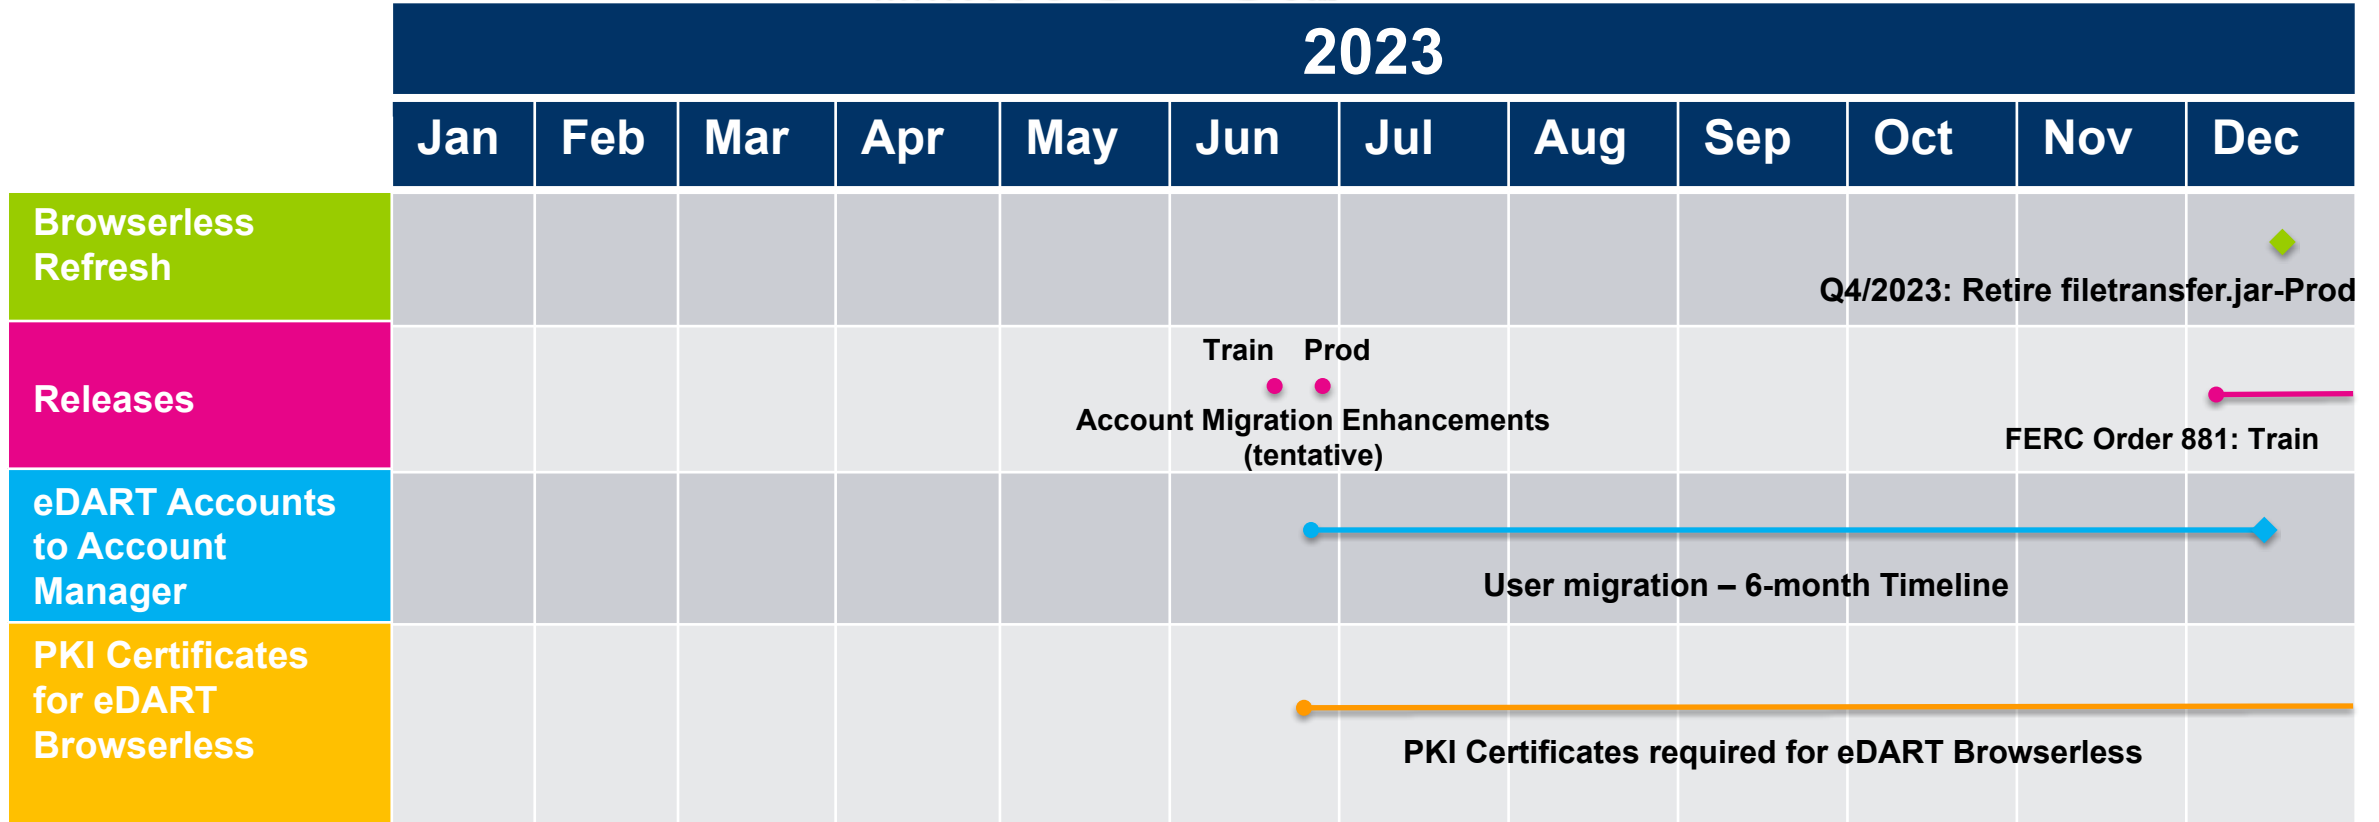 2023
Jan Feb Mar Apr May Jun Jul Aug Sep Oct Nov Dec
Browserless
Refresh
Q4/2023: Retire filetransfer.jar-Prod
Releases
Train Prod
Account Migration Enhancements
(tentative)
FERC Order 881: Train
eDART Accounts
to Account
Manager
User migration – 6-month Timeline
PKI Certificates
for eDART
Browserless
PKI Certificates required for eDART Browserless